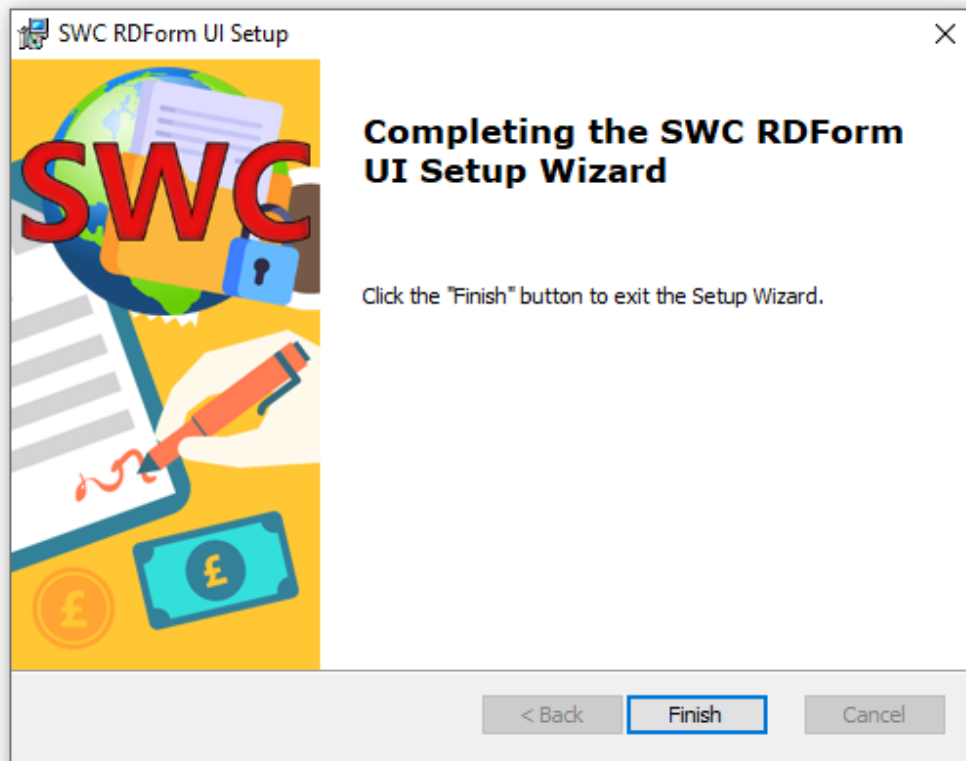 SWC RDForm UI Setup
SWC
Completing the SWC RDForm
UI Setup Wizard
Click the "Finish" button to exit the Setup Wizard.
£
£
< Back Finish Cancel